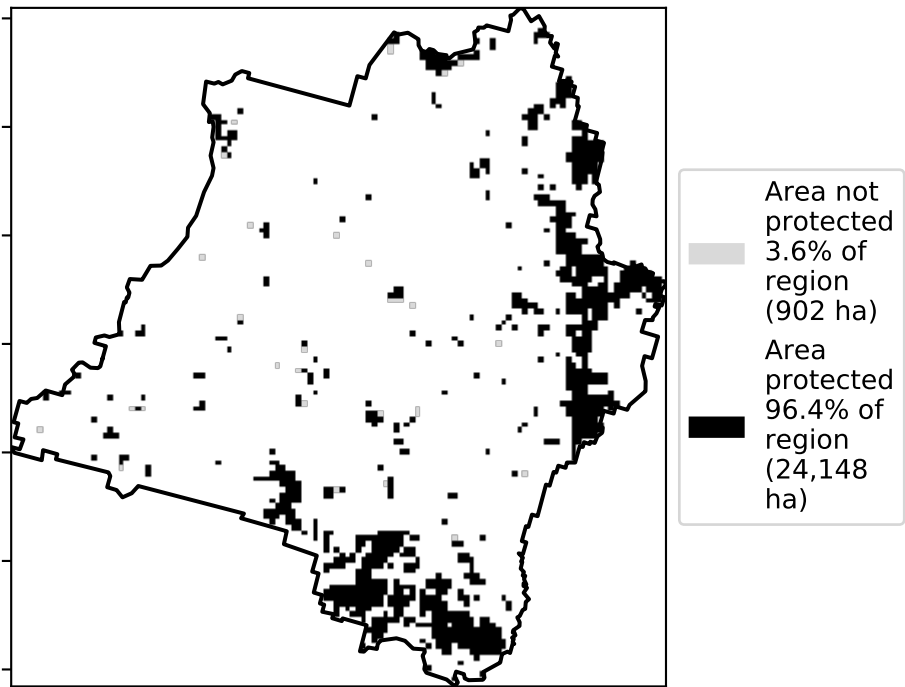 Area not
protected
3.6% of
region
(902 ha)
Area
protected
96.4% of
region
(24,148
ha)